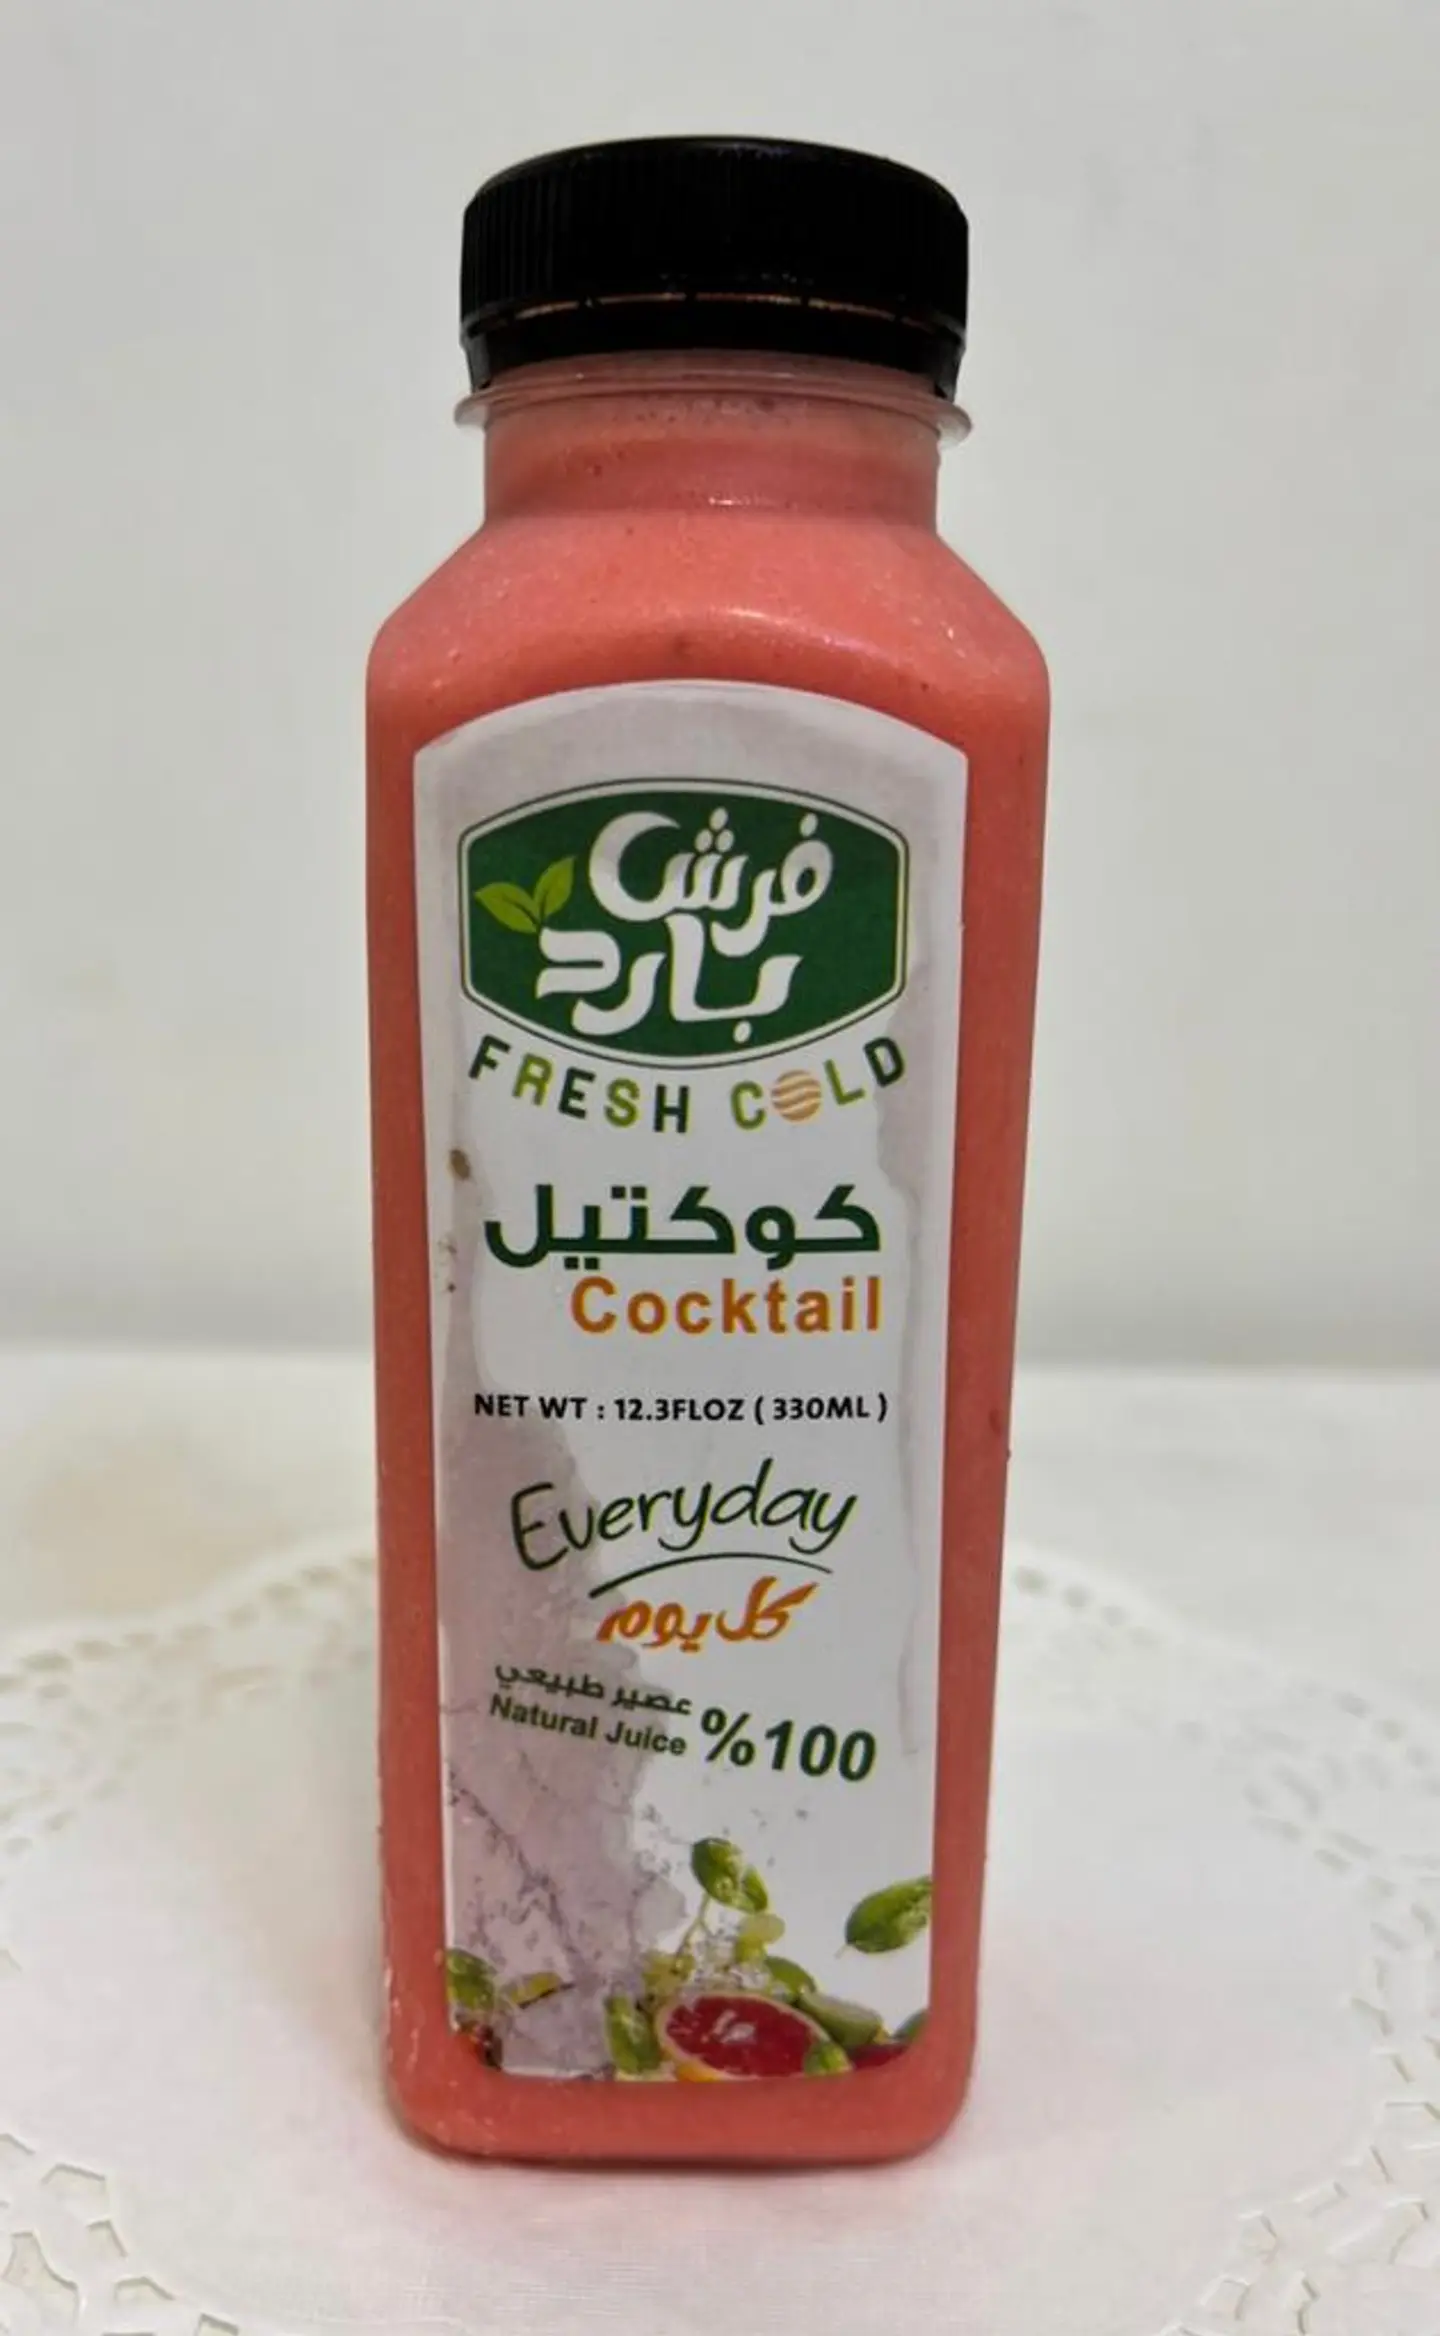 فرش
بارد
FRESH COLD
كوكتيل
Cocktail
NET WT : 12.3FLOZ ( 330ML )
Everyday
كل يوم
عصير طبيعي
Natural Juice %100